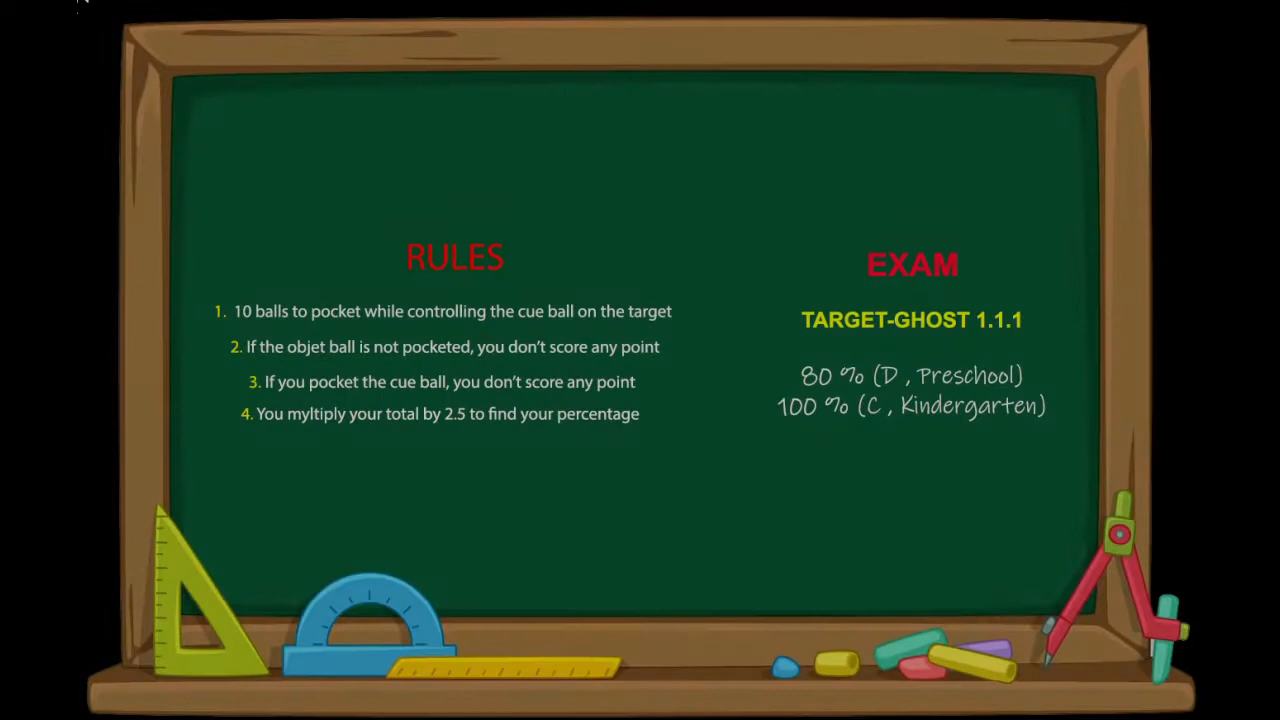 RULES
1. 10 balls to pocket while controlling the cue ball on the target
2. If the objet ball is not pocketed, you don't score any point
3. If you pocket the cue ball, you don't score any point
4. You myltiply your total by 2.5 to find your percentage
EXAM
TARGET-GHOST 1.1.1
80 % (D , Preschool)
100 % (C , Kindergarten)